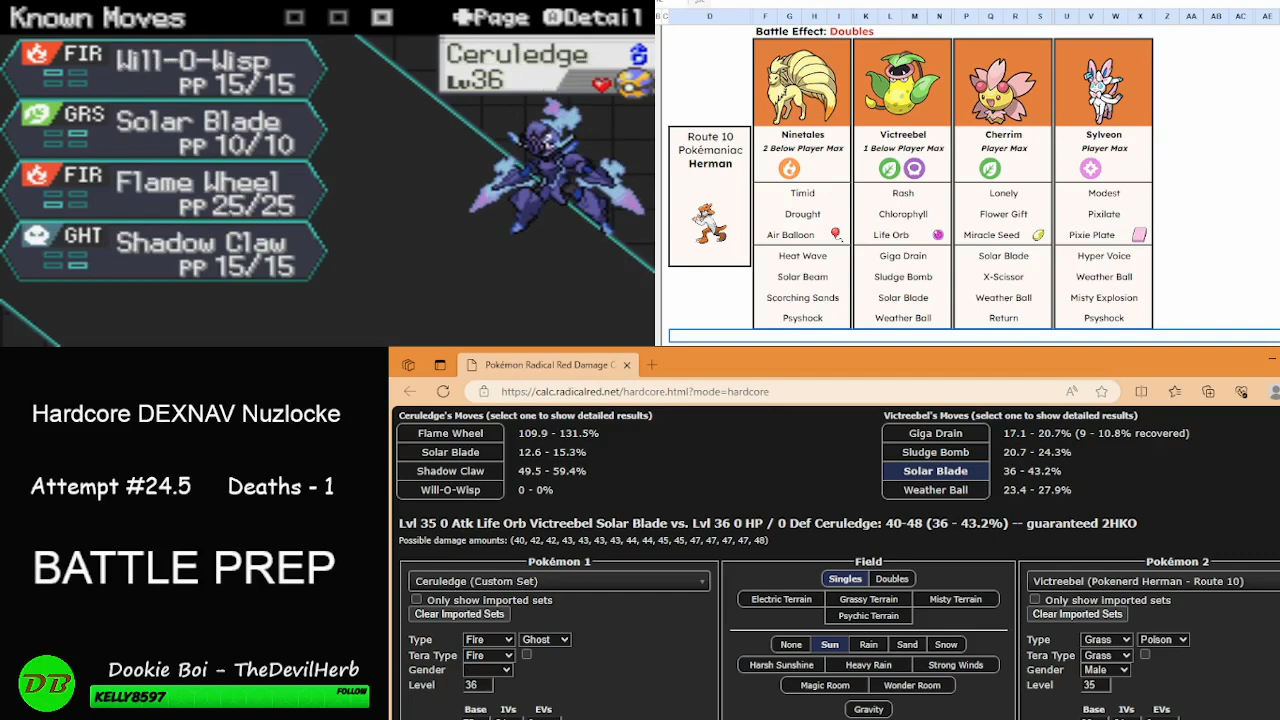 Known Moves
Page Detail
FIR Will-O-Wisp
PP 15/15
GRS Solar Blade
PP 10/10
FIR Flame Wheel
PP 25/25
GHT Shadow Claw
PP 15/15
Ceruledge
Lv36
B C D F G H I K L M N P Q R S U V W X Z AA AB AC AE
Battle Effect: Doubles
Route 10
Pokémaniac
Herman
Ninetales Victreebel Cherrim Sylveon
2 Below Player Max 1 Below Player Max Player Max Player Max
Timid Rash Lonely Modest
Drought Chlorophyll Flower Gift Pixilate
Air Balloon Life Orb Miracle Seed Pixie Plate
Heat Wave Giga Drain Solar Blade Hyper Voice
Solar Beam Sludge Bomb X-Scissor Weather Ball
Scorching Sands Solar Blade Weather Ball Misty Explosion
Psyshock Weather Ball Return Psyshock
Hardcore DEXNAV Nuzlocke
Attempt #24.5 Deaths - 1
BATTLE PREP
DB
Dookie Boi - TheDevilHerb
KELLY8597
FOLLOW
Pokémon Radical Red Damage C
https://calc.radicalred.net/hardcore.html?mode=hardcore
Ceruledge's Moves (select one to show detailed results)
Flame Wheel 109.9 - 131.5%
Solar Blade 12.6 - 15.3%
Shadow Claw 49.5 - 59.4%
Will-O-Wisp 0 - 0%
Victreebel's Moves (select one to show detailed results)
Giga Drain 17.1 - 20.7% (9 - 10.8% recovered)
Sludge Bomb 20.7 - 24.3%
Solar Blade 36 - 43.2%
Weather Ball 23.4 - 27.9%
Lvl 35 0 Atk Life Orb Victreebel Solar Blade vs. Lvl 36 0 HP / 0 Def Ceruledge: 40-48 (36 - 43.2%) -- guaranteed 2HKO
Possible damage amounts: (40, 42, 42, 43, 43, 43, 43, 44, 44, 45, 45, 47, 47, 47, 47, 48)
Pokémon 1
Ceruledge (Custom Set)
Only show imported sets
Clear Imported Sets
Type Fire Ghost
Tera Type Fire
Gender
Level 36
Base IVs EVs
Field
Singles Doubles
Electric Terrain Grassy Terrain Misty Terrain
Psychic Terrain
None Sun Rain Sand Snow
Harsh Sunshine Heavy Rain Strong Winds
Magic Room Wonder Room
Gravity
Pokémon 2
Victreebel (Pokenerd Herman - Route 10)
Only show imported sets
Clear Imported Sets
Type Grass Poison
Tera Type Grass
Gender Male
Level 35
Base IVs EVs